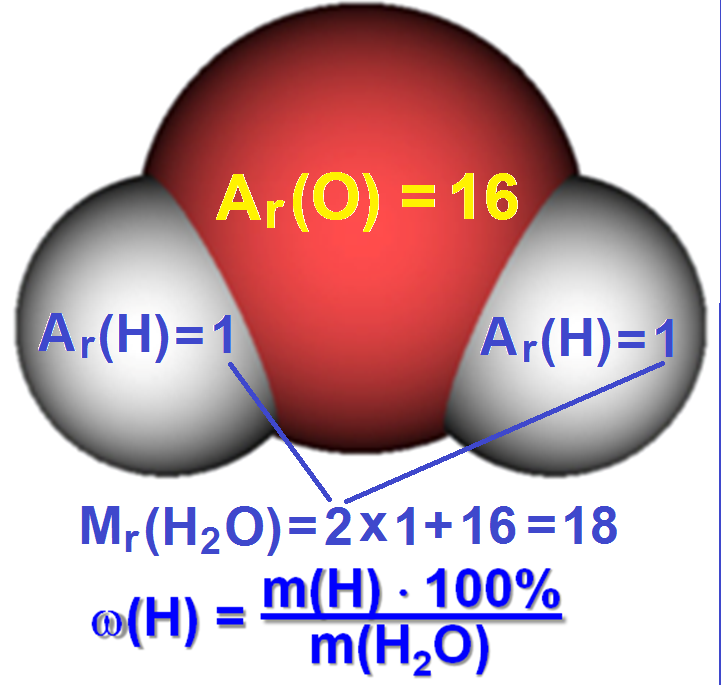 Aᵣ(O) = 16
Aᵣ(H)=1
Aᵣ(H)=1
Mᵣ(H₂O)=2x1+16=18
ω(H) = m(H) · 100%
m(H₂O)